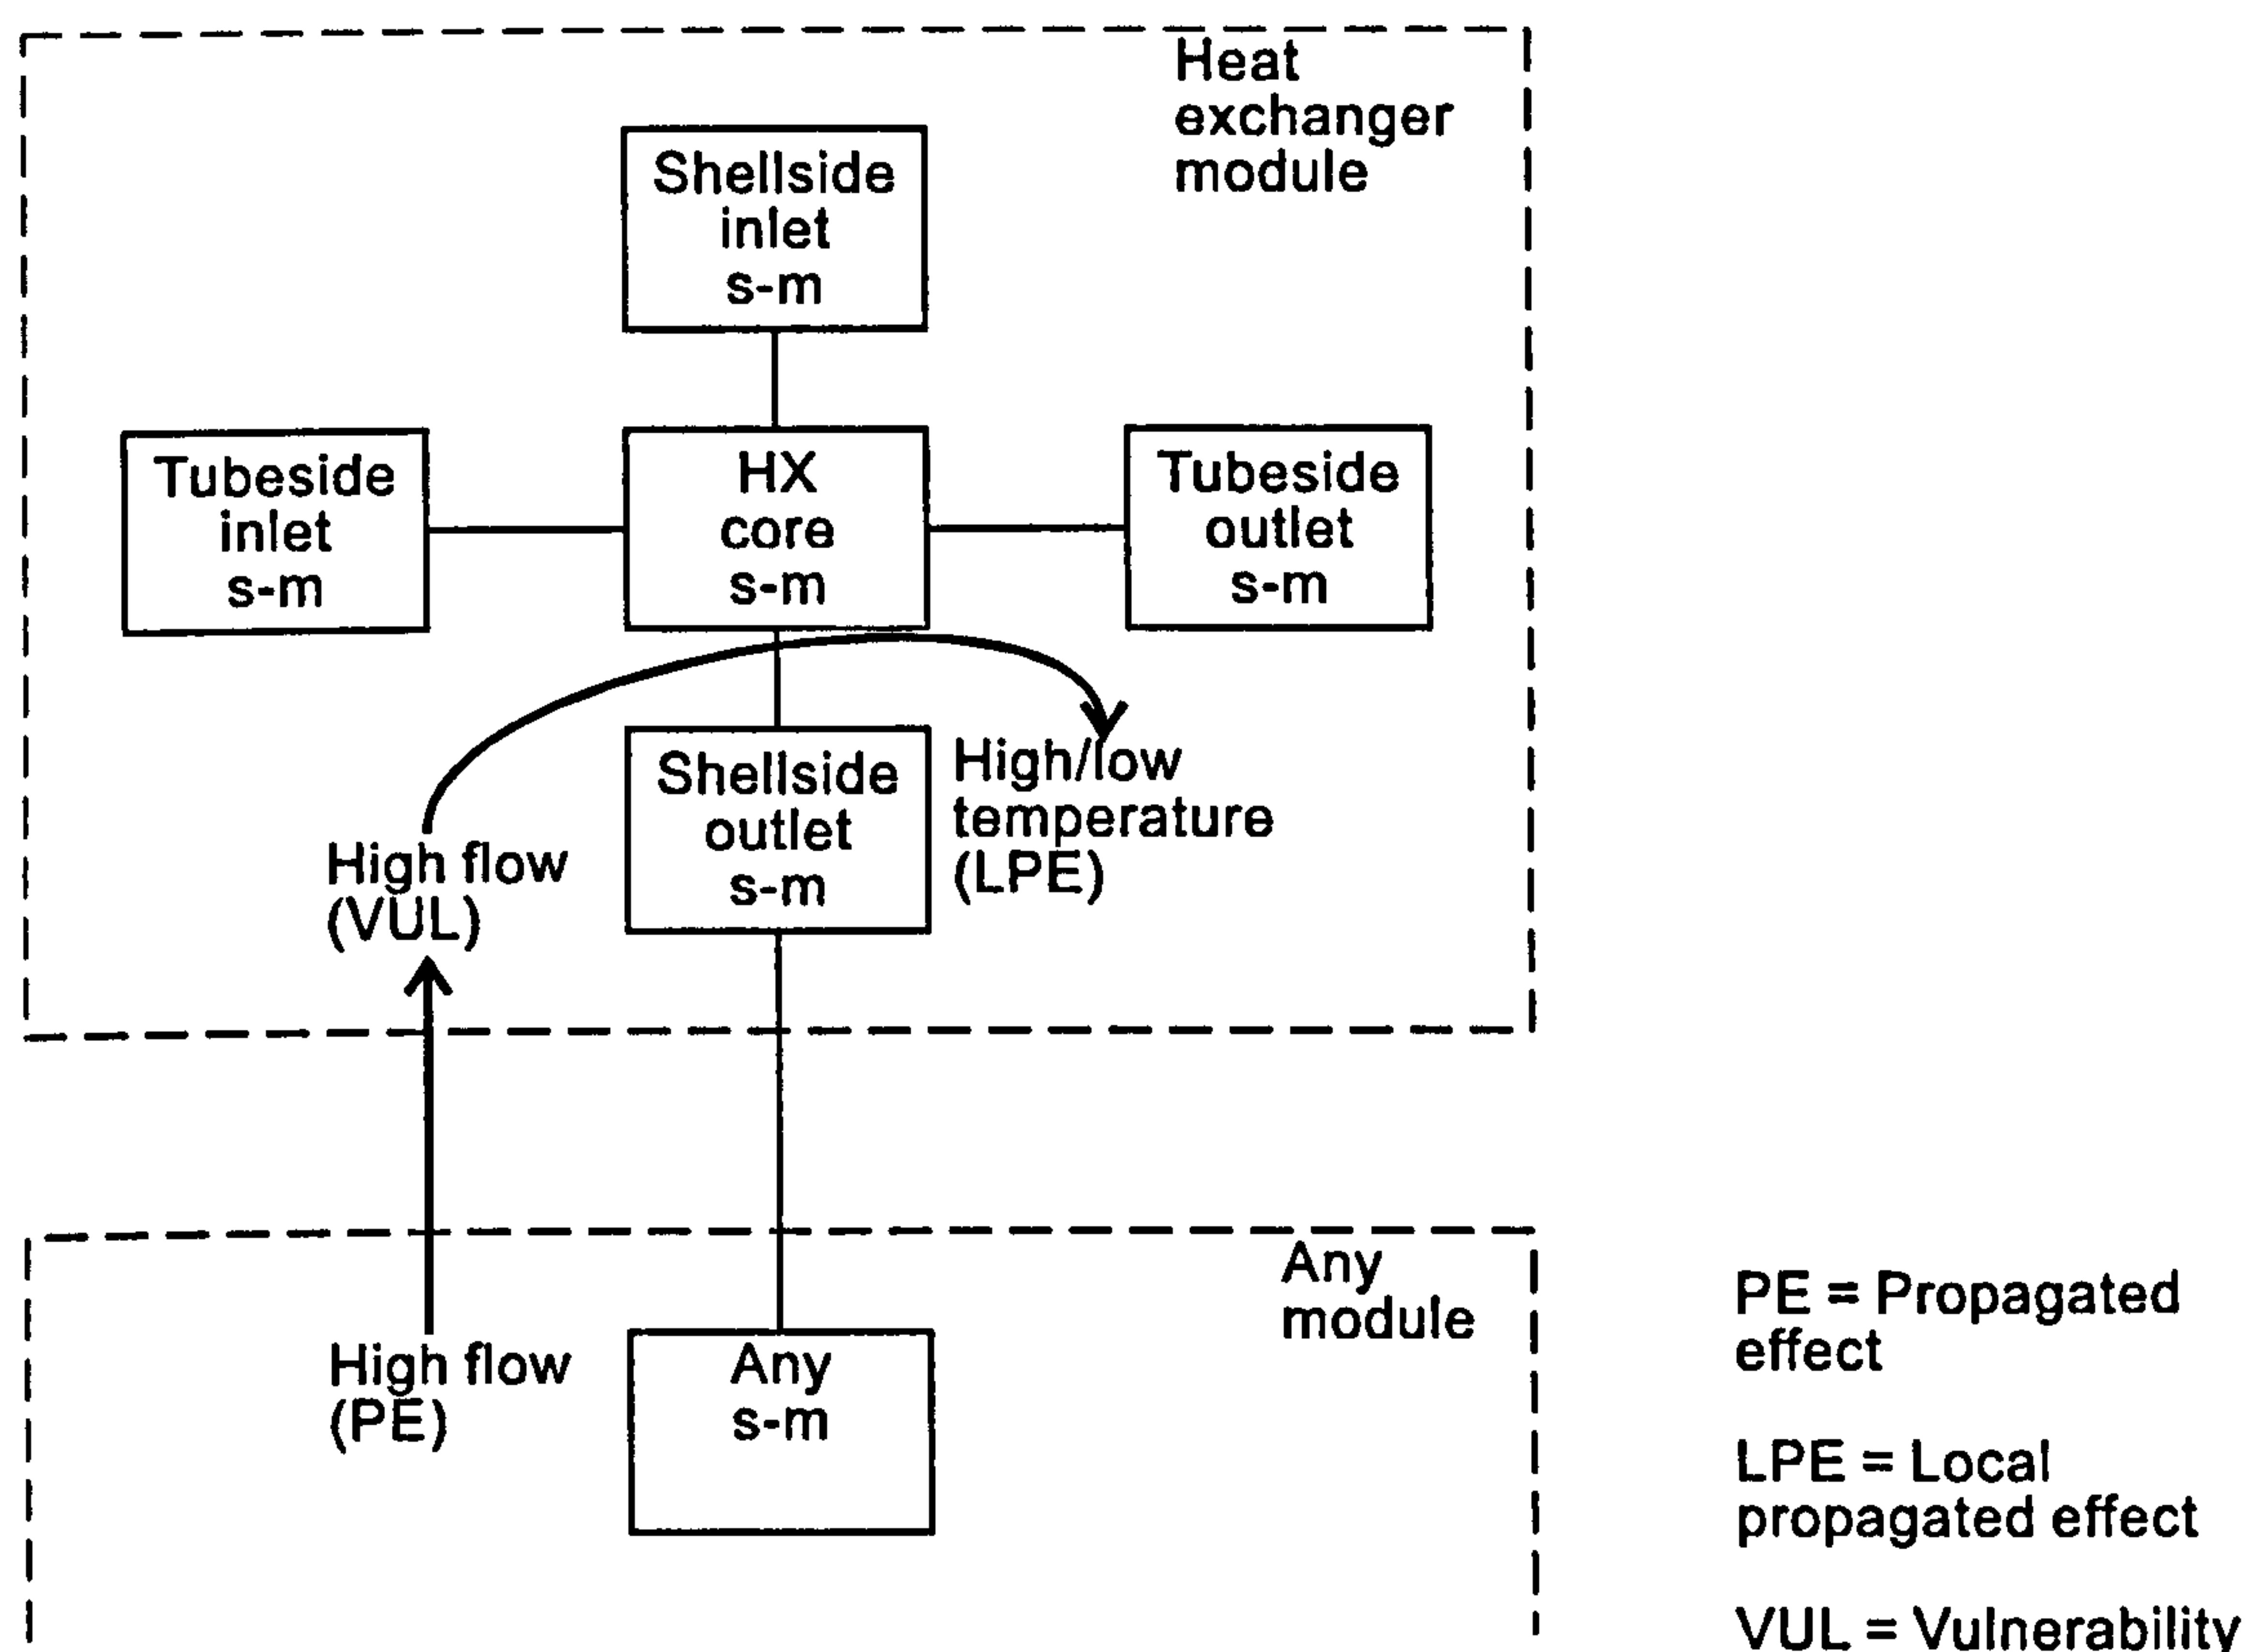 Heat
exchanger
module
Shellside
inlet
s-m
Tubeside
inlet
s-m
HX
core
s-m
Tubeside
outlet
s-m
Shellside
outlet
s-m
High/low
temperature
(LPE)
High flow
(VUL)
Any
module
High flow
(PE)
Any
s-m
PE = Propagated
effect
LPE = Local
propagated effect
VUL = Vulnerability